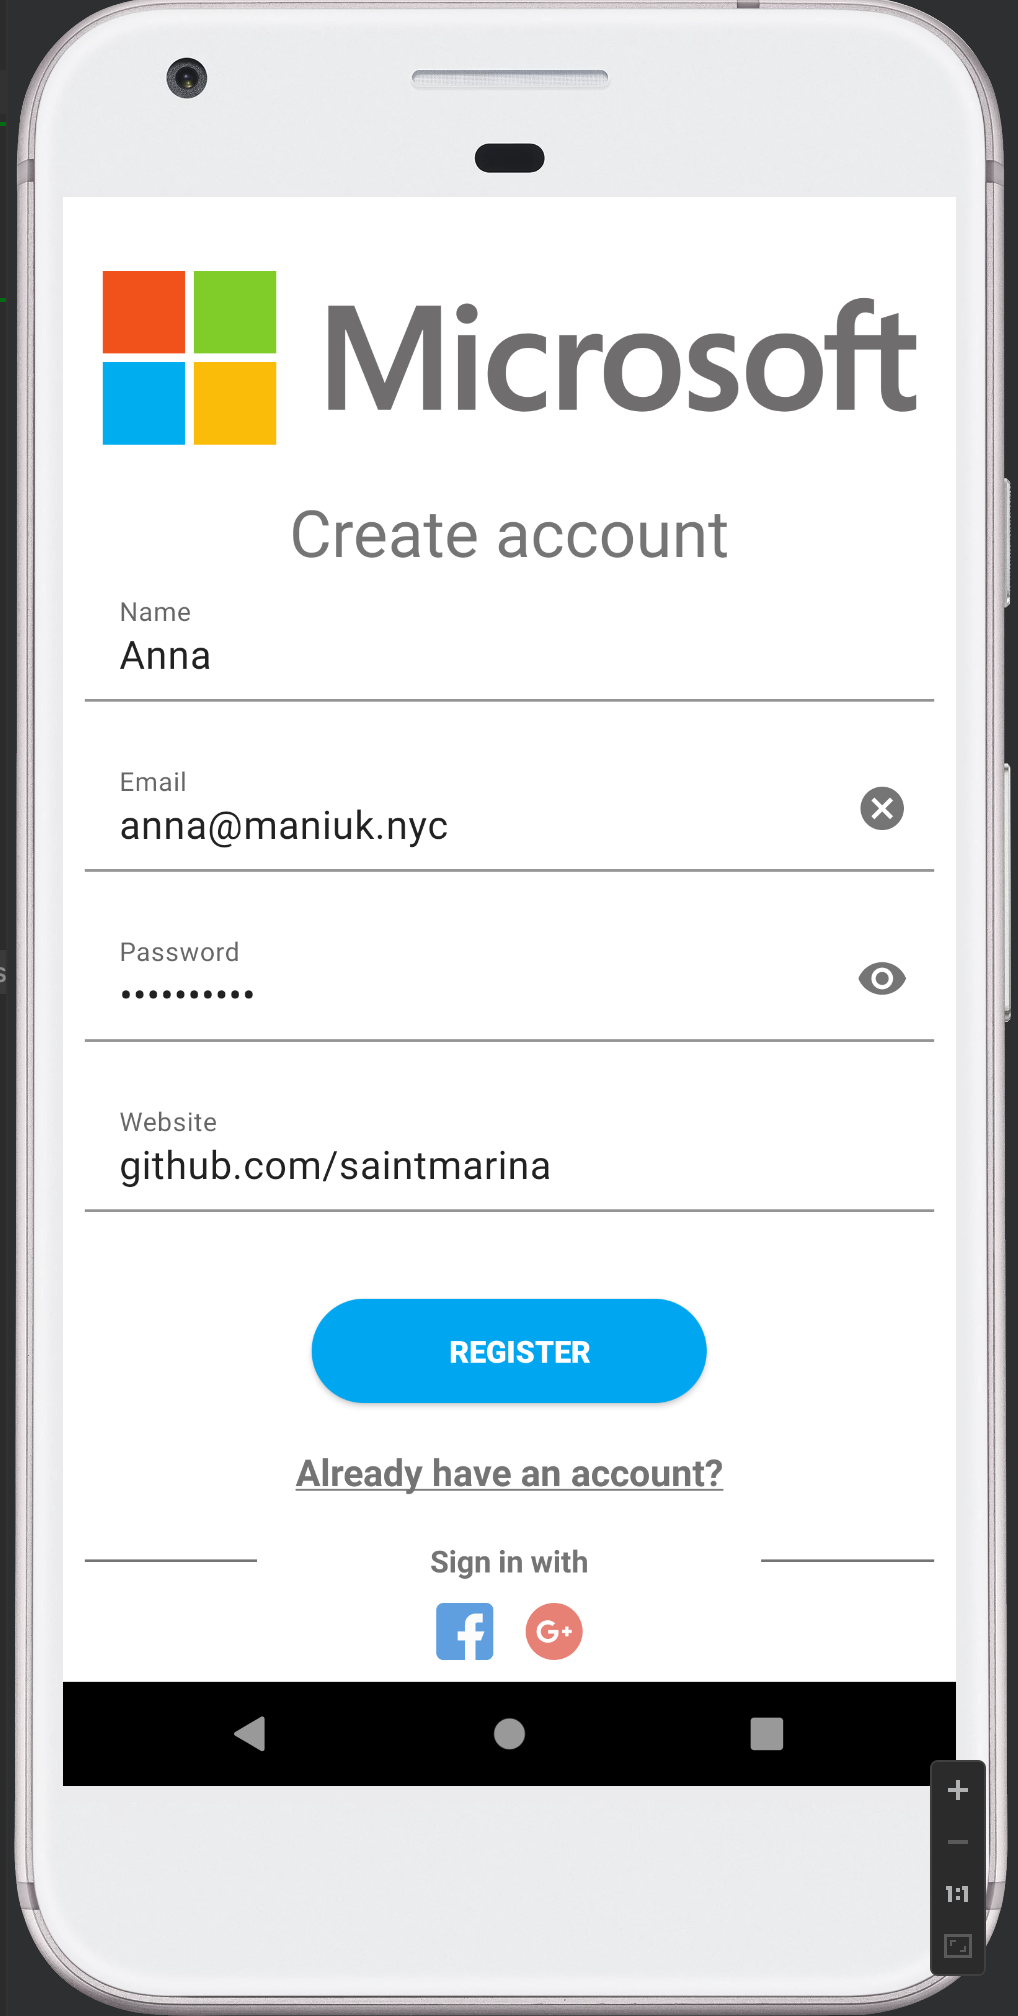 Microsoft
Create account
Name
Anna
Email
anna@maniuk.nyc
Password
••••••••••
Website
github.com/saintmarina
REGISTER
Already have an account?
Sign in with
G+
s
1:1